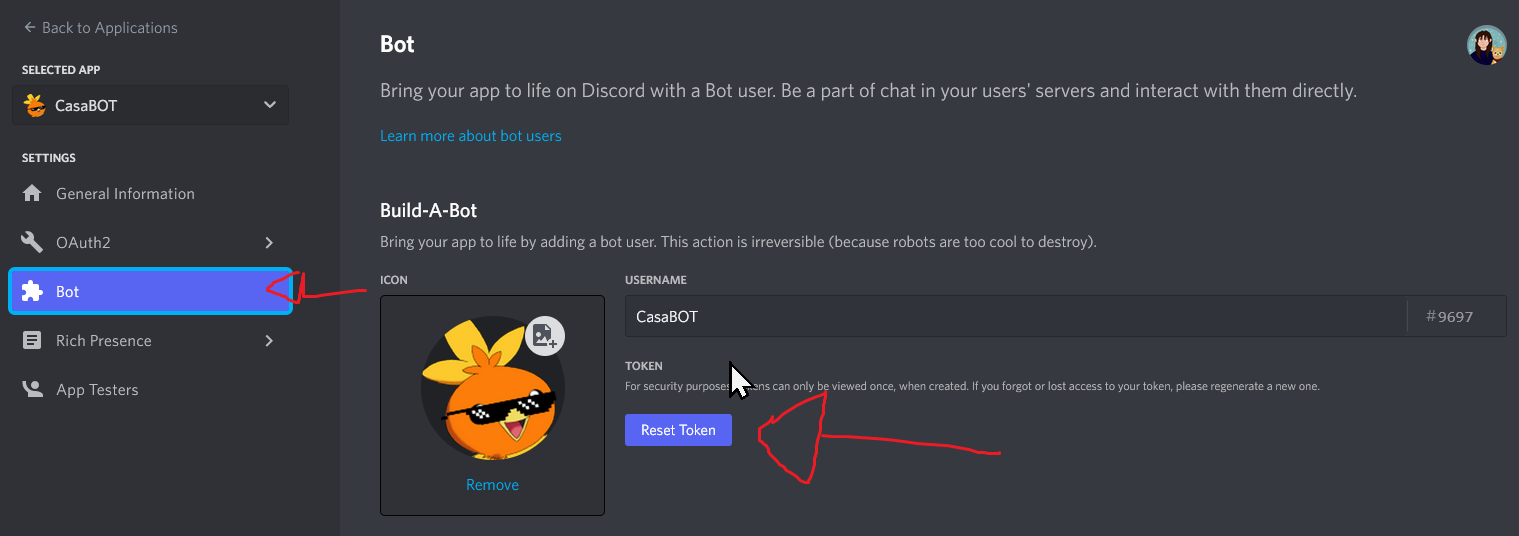 Back to Applications
SELECTED APP
CasaBOT
SETTINGS
General Information
OAuth2
Bot
Rich Presence
App Testers
Bot
Bring your app to life on Discord with a Bot user. Be a part of chat in your users' servers and interact with them directly.
Learn more about bot users
Build-A-Bot
Bring your app to life by adding a bot user. This action is irreversible (because robots are too cool to destroy).
ICON
Remove
USERNAME
CasaBOT
#9697
TOKEN
For security purposes, can only be viewed once, when created. If you forgot or lost access to your token, please regenerate a new one.
Reset Token